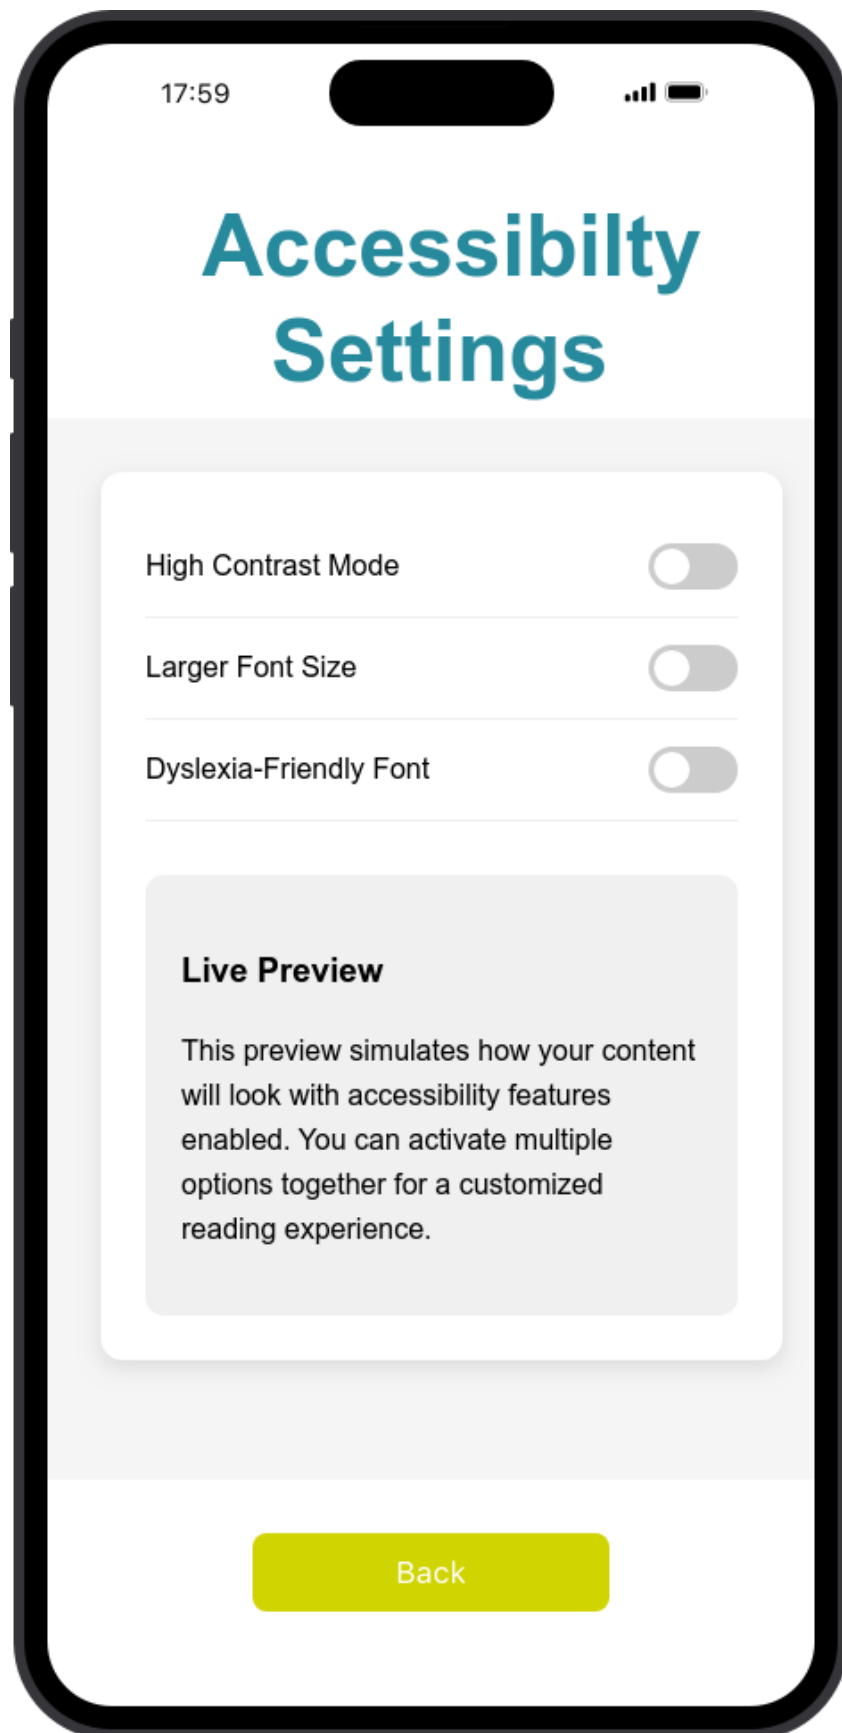 17:59
Accessibilty
Settings
High Contrast Mode
Larger Font Size
Dyslexia-Friendly Font
Live Preview
This preview simulates how your content
will look with accessibility features
enabled. You can activate multiple
options together for a customized
reading experience.
Back